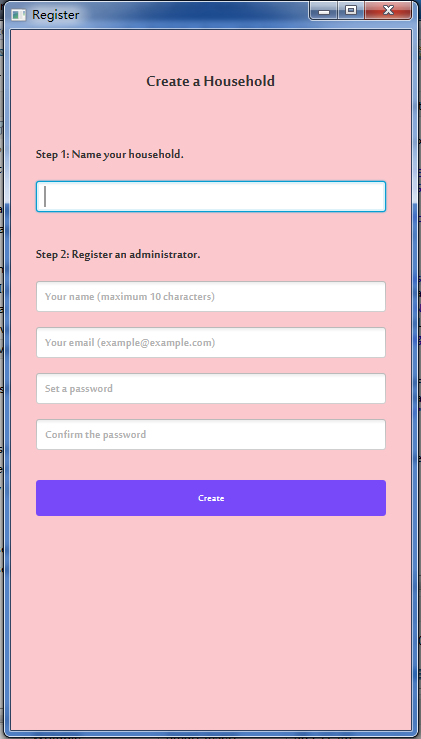 Register
Create a Household
Step 1: Name your household.
Step 2: Register an administrator.
Your name (maximum 10 characters)
Your email (example@example.com)
Set a password
Confirm the password
Create